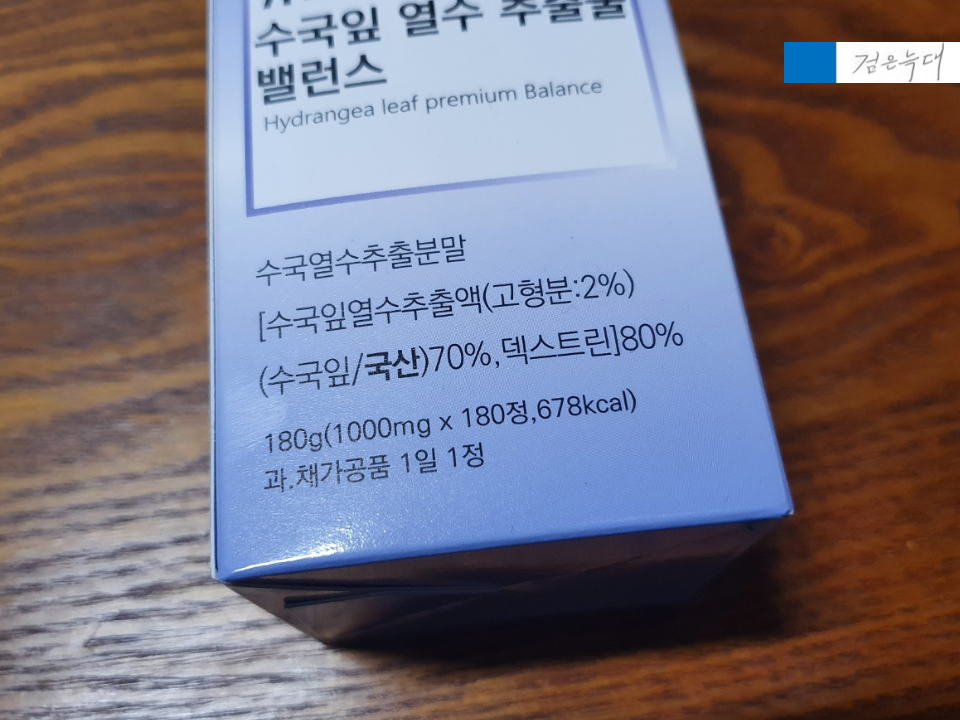 수국잎 열수 추출물
밸런스
Hydrangea leaf premium Balance
수국열수추출분말
[수국잎열수추출액(고형분:2%)
(수국잎/국산)70%,덱스트린]80%
180g(1000mg x 180정,678kcal)
과.채가공품 1일 1정
검은늑대